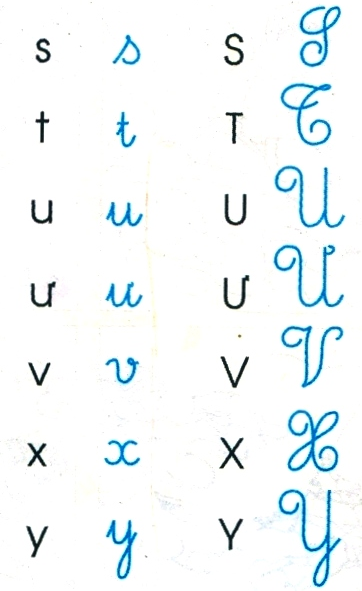 s s S S
t t T T
u u U U
ư ư Ư Ư
v v V V
x x X X
y y Y Y